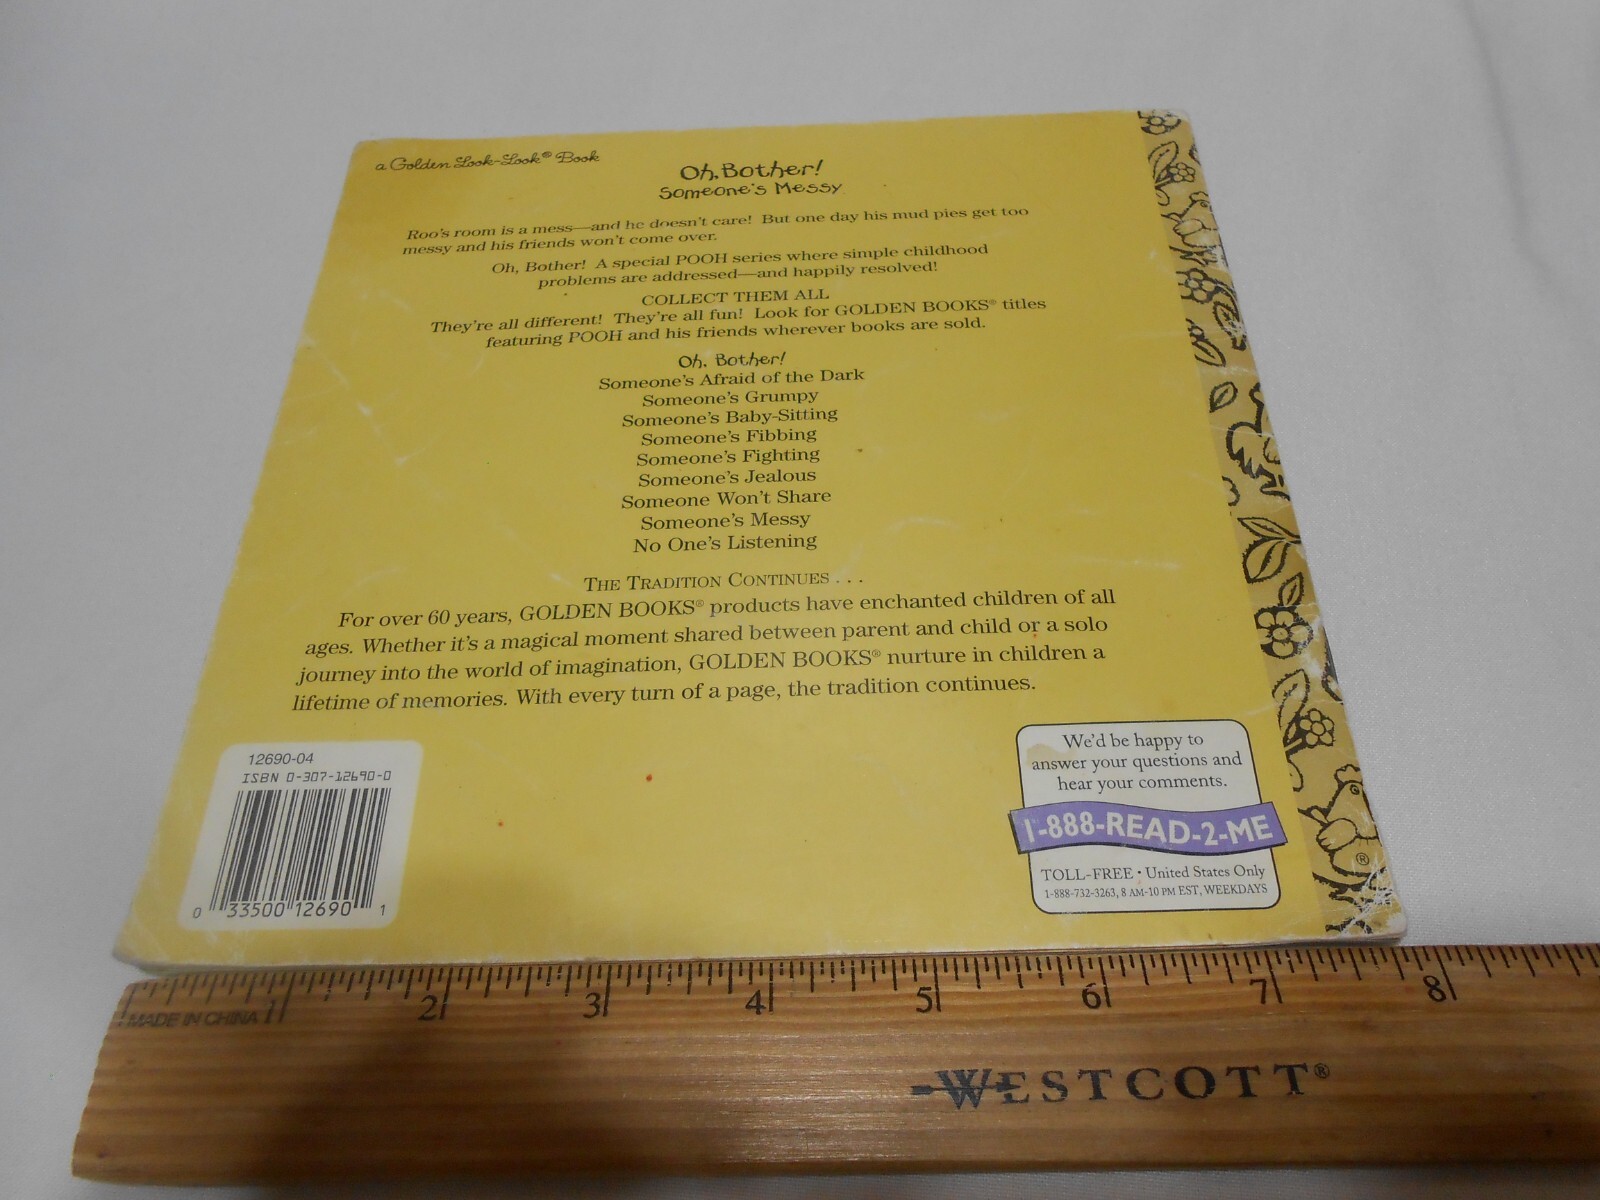 a Golden Look-Look® Book
Oh, Bother!
Someone's Messy
Roo's room is a mess—and he doesn't care! But one day his mud pies get too
messy and his friends won't come over.
Oh, Bother! A special POOH series where simple childhood
problems are addressed—and happily resolved!
COLLECT THEM ALL
They're all different! They're all fun! Look for GOLDEN BOOKS® titles
featuring POOH and his friends wherever books are sold.
Oh, Bother!
Someone's Afraid of the Dark
Someone's Grumpy
Someone's Baby-Sitting
Someone's Fibbing
Someone's Fighting
Someone's Jealous
Someone Won't Share
Someone's Messy
No One's Listening
THE TRADITION CONTINUES . . .
For over 60 years, GOLDEN BOOKS® products have enchanted children of all
ages. Whether it's a magical moment shared between parent and child or a solo
journey into the world of imagination, GOLDEN BOOKS® nurture in children a
lifetime of memories. With every turn of a page, the tradition continues.
12690-04
ISBN 0-307-12690-0
0 33500 12690 1
We'd be happy to
answer your questions and
hear your comments.
1-888-READ-2-ME
TOLL-FREE • United States Only
1-888-732-3263, 8 AM-10 PM EST, WEEKDAYS
®
1 2 3 4 5 6 7 8
MADE IN CHINA
WESTCOTT®